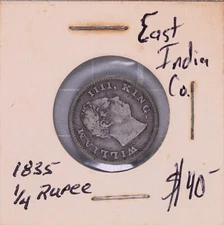 East
India
Co.
WILLIAM IIII, KING.
1835
1/4 Rupee
$40-